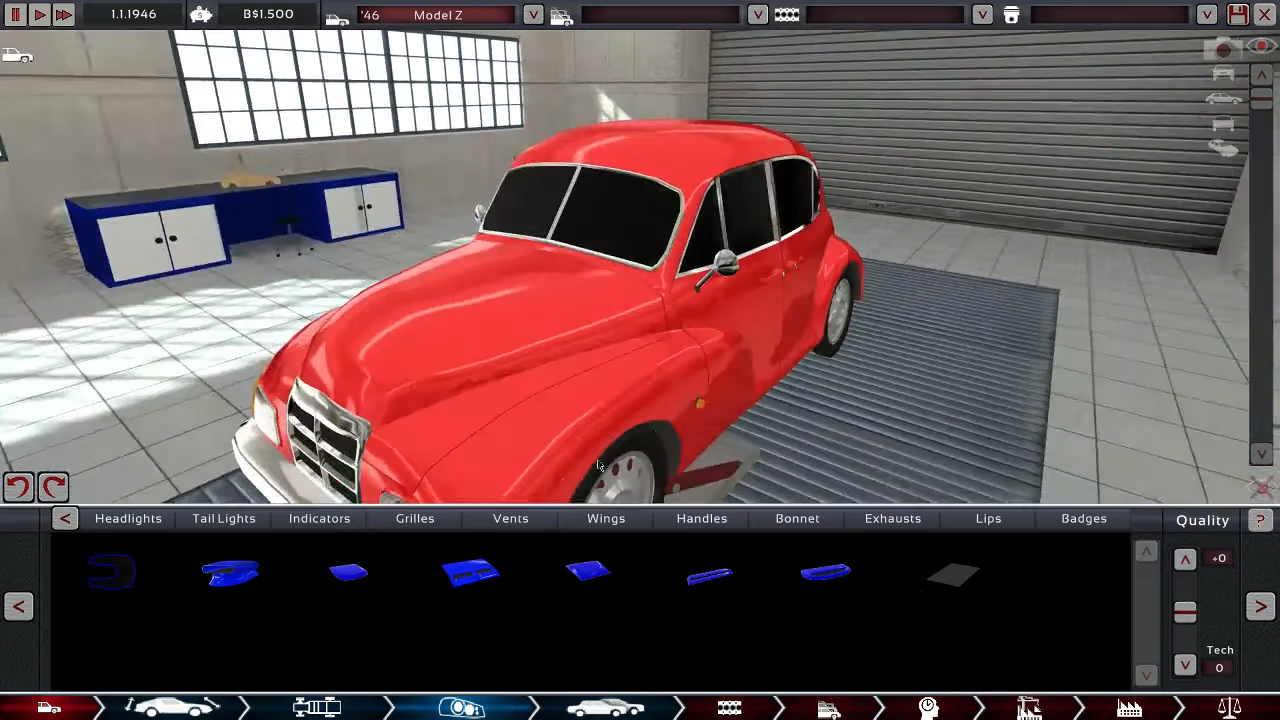 1.1.1946 B$1.500 '46 Model Z
Headlights Tail Lights Indicators Grilles Vents Wings Handles Bonnet Exhausts Lips Badges Quality ?
+0
Tech
0